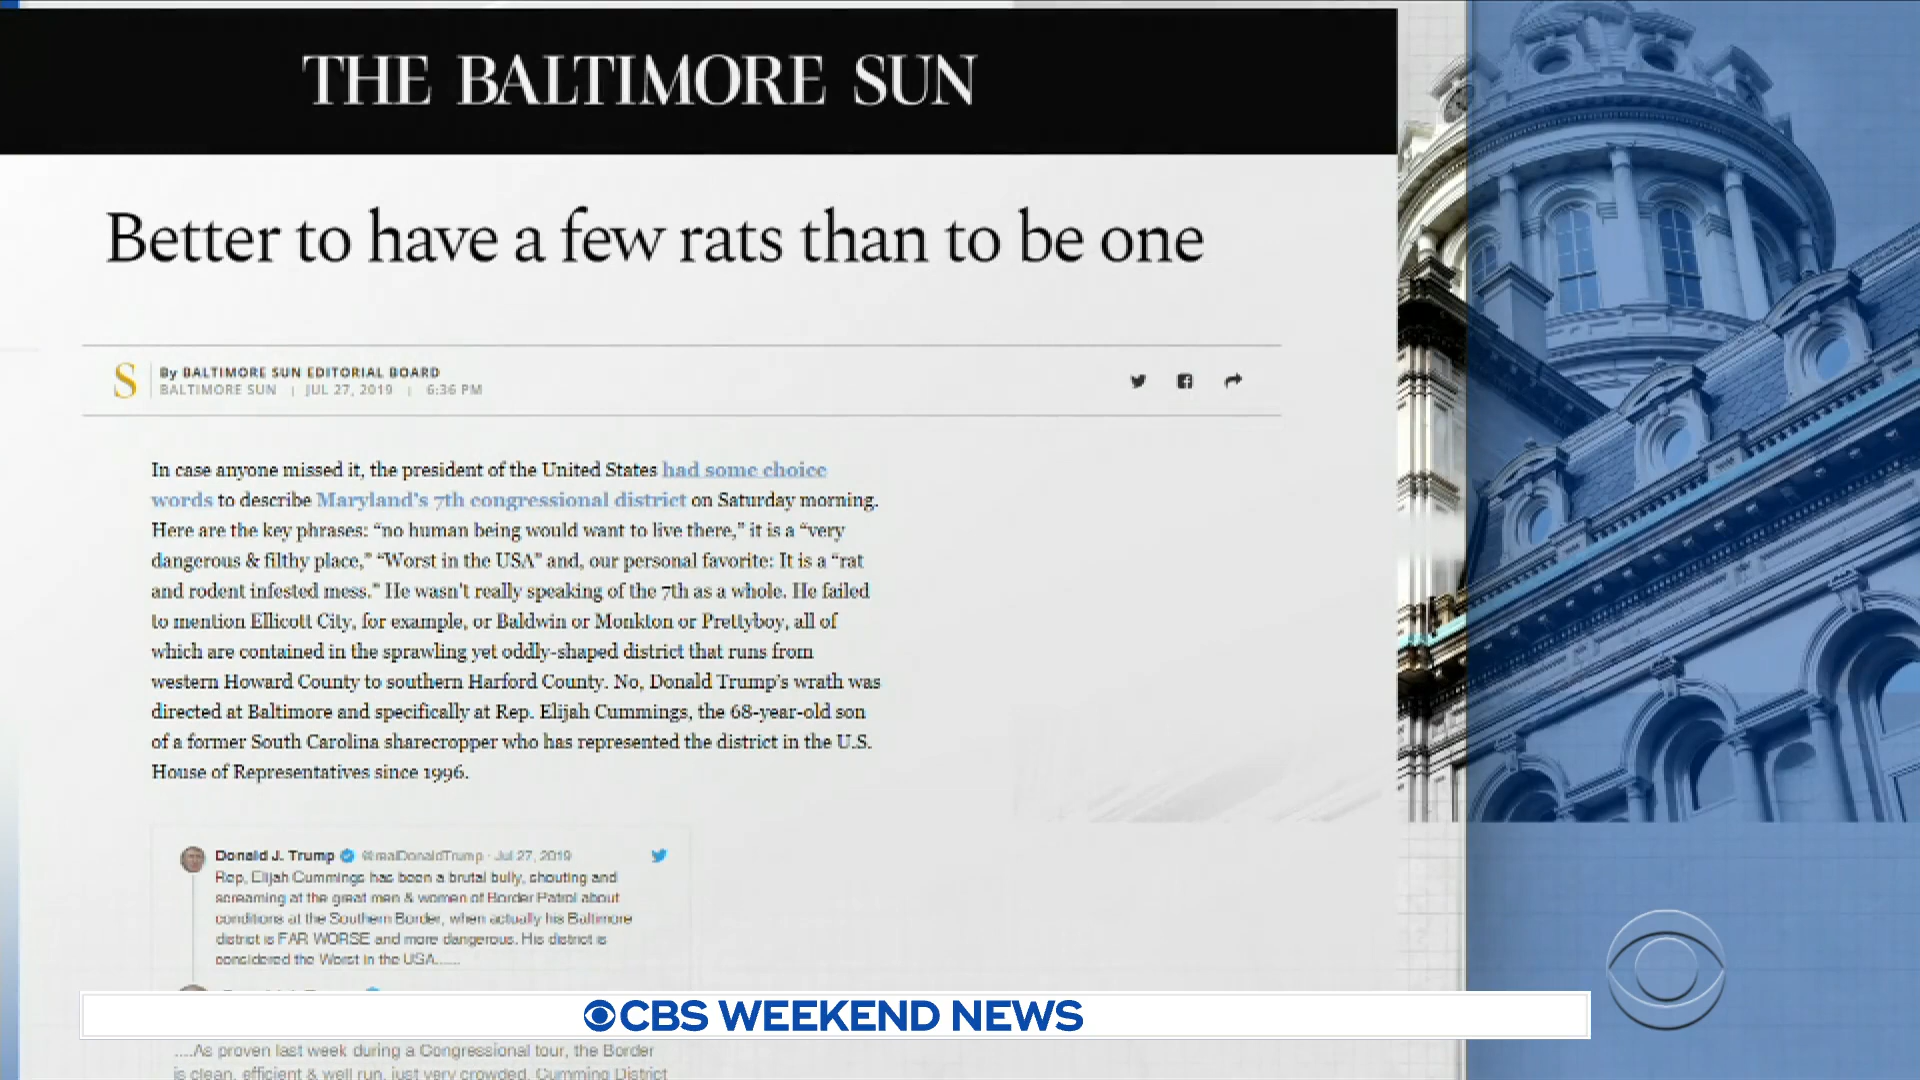 THE BALTIMORE SUN
Better to have a few rats than to be one
S
By BALTIMORE SUN EDITORIAL BOARD
BALTIMORE SUN | JUL 27, 2019 | 6:36 PM
In case anyone missed it, the president of the United States had some choice
words to describe Maryland's 7th congressional district on Saturday morning.
Here are the key phrases: “no human being would want to live there,” it is a “very
dangerous & filthy place,” “Worst in the USA” and, our personal favorite: It is a “rat
and rodent infested mess.” He wasn't really speaking of the 7th as a whole. He failed
to mention Ellicott City, for example, or Baldwin or Monkton or Prettyboy, all of
which are contained in the sprawling yet oddly-shaped district that runs from
western Howard County to southern Harford County. No, Donald Trump's wrath was
directed at Baltimore and specifically at Rep. Elijah Cummings, the 68-year-old son
of a former South Carolina sharecropper who has represented the district in the U.S.
House of Representatives since 1996.
Donald J. Trump @realDonaldTrump · Jul 27, 2019
Rep, Elijah Cummings has been a brutal bully, shouting and
screaming at the great men & women of Border Patrol about
conditions at the Southern Border, when actually his Baltimore
district is FAR WORSE and more dangerous. His district is
considered the Worst in the USA......
CBS WEEKEND NEWS
....As proven last week during a Congressional tour, the Border
is clean, efficient & well run, just very crowded. Cumming District